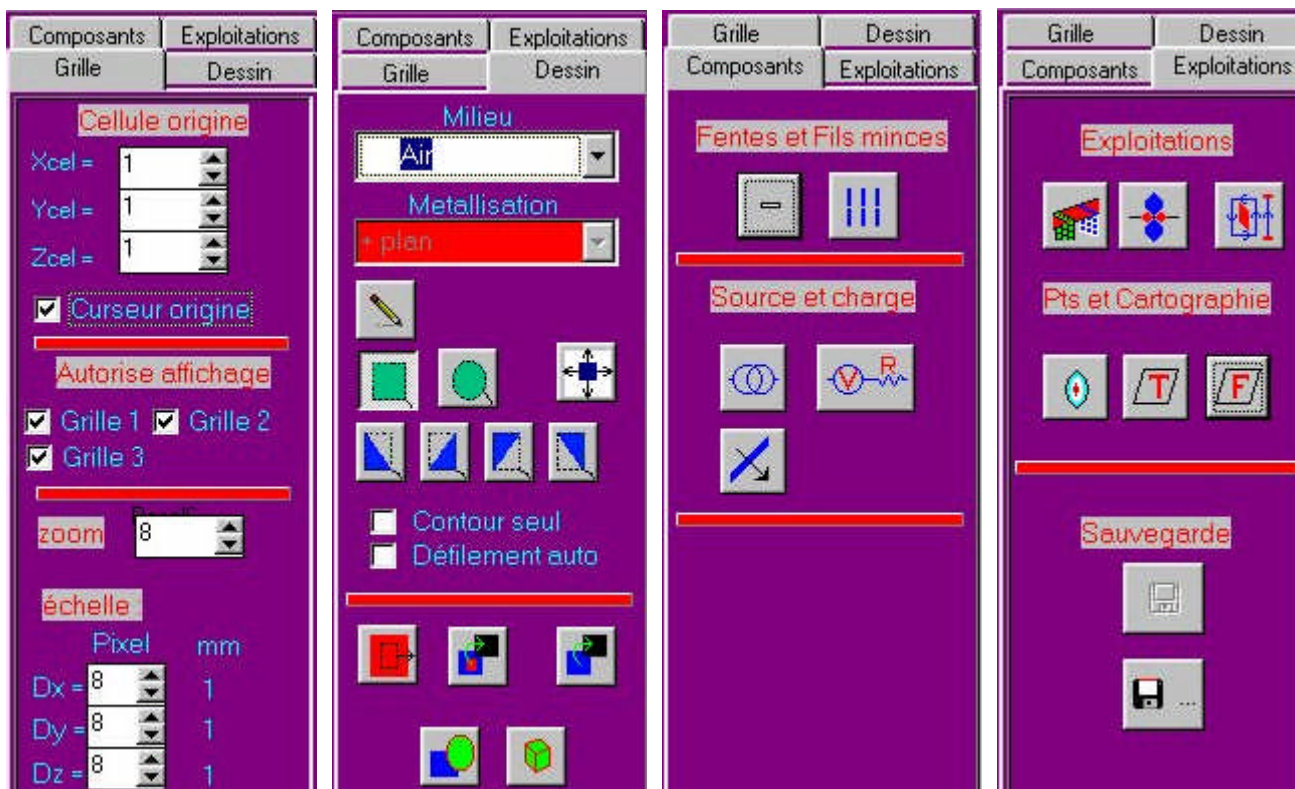 Composants Exploitations
Grille Dessin
Cellule origine
Xcel = 1
Ycel = 1
Zcel = 1
Curseur origine
Autorise affichage
Grille 1 Grille 2
Grille 3
zoom 8
échelle :
Pixel mm
Dx = 8 1
Dy = 8 1
Dz = 8 1
Composants Exploitations
Grille Dessin
Milieu
Air
Metallisation
+ plan
Contour seul
Défilement auto
Grille Dessin
Composants Exploitations
Fentes et Fils minces
Source et charge
V R
Grille Dessin
Composants Exploitations
Exploitations
Pts et Cartographie
T F
Sauvegarde
...